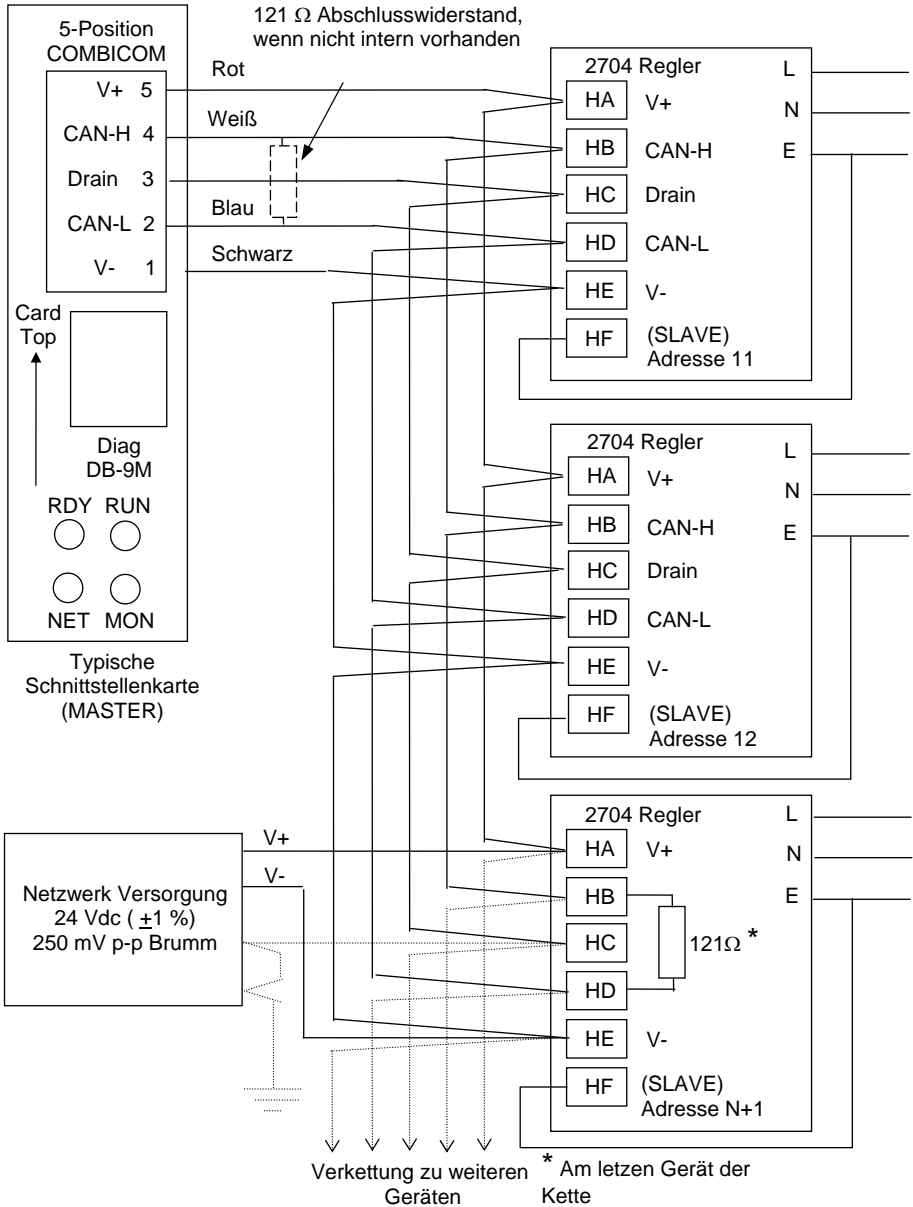 121 Ω Abschlusswiderstand,
wenn nicht intern vorhanden
5-Position
COMBICOM
V+ 5
CAN-H 4
Drain 3
CAN-L 2
V- 1
Rot
Weiß
Blau
Schwarz
Card
Top
Diag
DB-9M
RDY RUN
NET MON
Typische
Schnittstellenkarte
(MASTER)
2704 Regler
L
N
E
HA V+
HB CAN-H
HC Drain
HD CAN-L
HE V-
HF (SLAVE)
Adresse 11
2704 Regler
L
N
E
HA V+
HB CAN-H
HC Drain
HD CAN-L
HE V-
HF (SLAVE)
Adresse 12
V+
V-
Netzwerk Versorgung
24 Vdc ( ±1 %)
250 mV p-p Brumm
2704 Regler
L
N
E
HA V+
HB
HC 121Ω *
HD
HE V-
HF (SLAVE)
Adresse N+1
Verkettung zu weiteren
Geräten
* Am letzen Gerät der
Kette